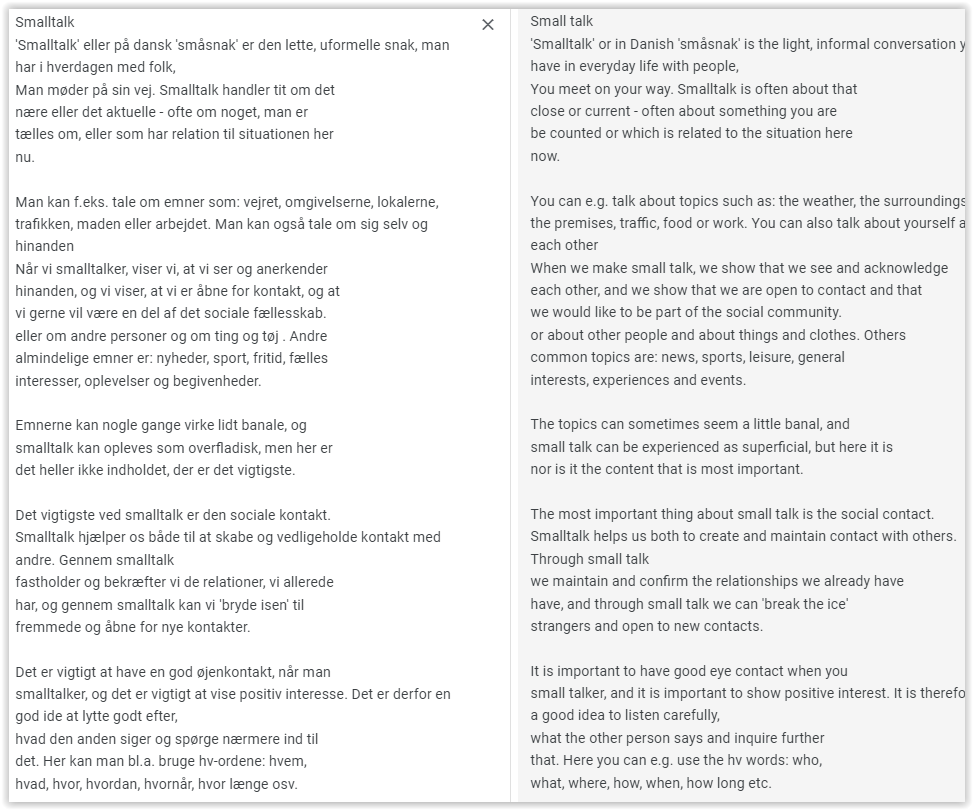 Smalltalk
'Smalltalk' eller på dansk 'småsnak' er den lette, uformelle snak, man
har i hverdagen med folk,
Man møder på sin vej. Smalltalk handler tit om det
nære eller det aktuelle - ofte om noget, man er
tælles om, eller som har relation til situationen her
nu.

Man kan f.eks. tale om emner som: vejret, omgivelserne, lokalerne,
trafikken, maden eller arbejdet. Man kan også tale om sig selv og
hinanden
Når vi smalltalker, viser vi, at vi ser og anerkender
hinanden, og vi viser, at vi er åbne for kontakt, og at
vi gerne vil være en del af det sociale fællesskab.
eller om andre personer og om ting og tøj . Andre
almindelige emner er: nyheder, sport, fritid, fælles
interesser, oplevelser og begivenheder.

Emnerne kan nogle gange virke lidt banale, og
smalltalk kan opleves som overfladisk, men her er
det heller ikke indholdet, der er det vigtigste.

Det vigtigste ved smalltalk er den sociale kontakt.
Smalltalk hjælper os både til at skabe og vedligeholde kontakt med
andre. Gennem smalltalk
fastholder og bekræfter vi de relationer, vi allerede
har, og gennem smalltalk kan vi 'bryde isen' til
fremmede og åbne for nye kontakter.

Det er vigtigt at have en god øjenkontakt, når man
smalltalker, og det er vigtigt at vise positiv interesse. Det er derfor en
god ide at lytte godt efter,
hvad den anden siger og spørge nærmere ind til
det. Her kan man bl.a. bruge hv-ordene: hvem,
hvad, hvor, hvordan, hvornår, hvor længe osv.

Small talk
'Smalltalk' or in Danish 'småsnak' is the light, informal conversation y
have in everyday life with people,
You meet on your way. Smalltalk is often about that
close or current - often about something you are
be counted or which is related to the situation here
now.

You can e.g. talk about topics such as: the weather, the surroundings
the premises, traffic, food or work. You can also talk about yourself a
each other
When we make small talk, we show that we see and acknowledge
each other, and we show that we are open to contact and that
we would like to be part of the social community.
or about other people and about things and clothes. Others
common topics are: news, sports, leisure, general
interests, experiences and events.

The topics can sometimes seem a little banal, and
small talk can be experienced as superficial, but here it is
nor is it the content that is most important.

The most important thing about small talk is the social contact.
Smalltalk helps us both to create and maintain contact with others.
Through small talk
we maintain and confirm the relationships we already have
have, and through small talk we can 'break the ice'
strangers and open to new contacts.

It is important to have good eye contact when you
small talker, and it is important to show positive interest. It is therefo
a good idea to listen carefully,
what the other person says and inquire further
that. Here you can e.g. use the hv words: who,
what, where, how, when, how long etc.